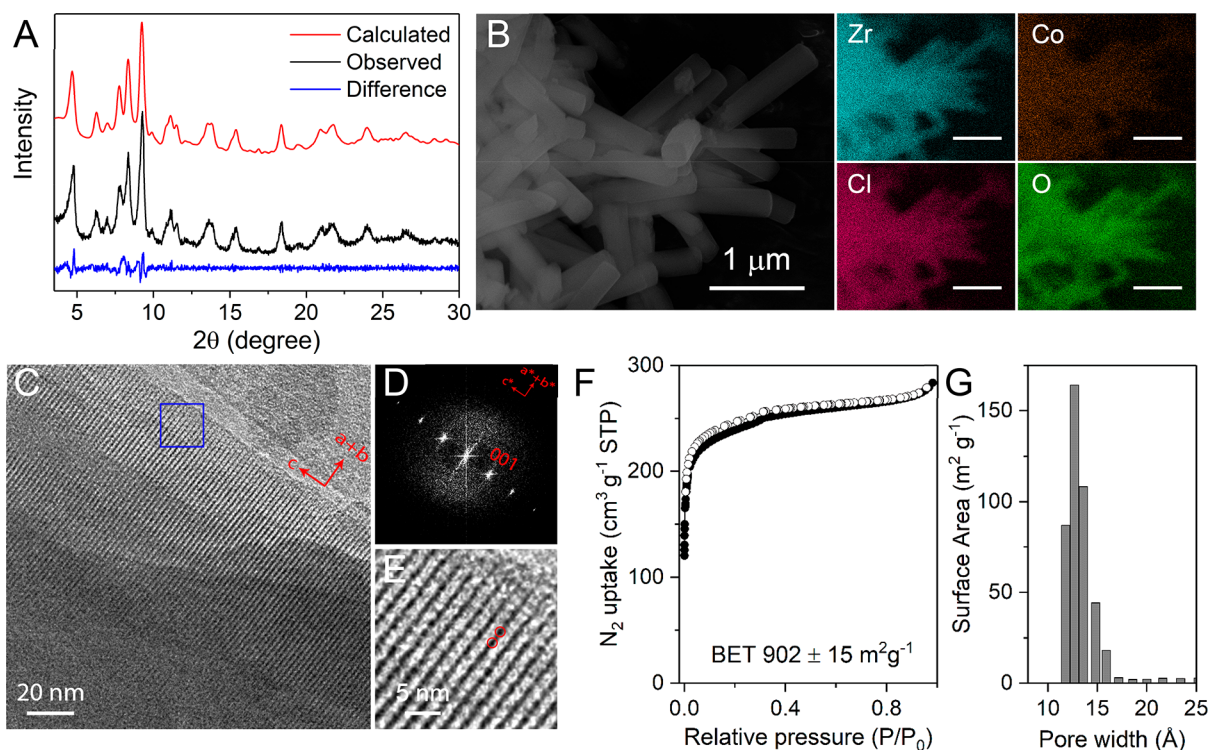 A
Calculated
Observed
Difference
Intensity
5 10 15 20 25 30
2θ (degree)
B
1 μm
Zr
Co
Cl
O
C
c
a+b
20 nm
D
c*
a*+b*
001
E
5 nm
F
300
200
100
0
N₂ uptake (cm³ g⁻¹ STP)
BET 902 ± 15 m²g⁻¹
0.0 0.4 0.8
Relative pressure (P/P₀)
G
150
100
50
0
Surface Area (m² g⁻¹)
10 15 20 25
Pore width (Å)